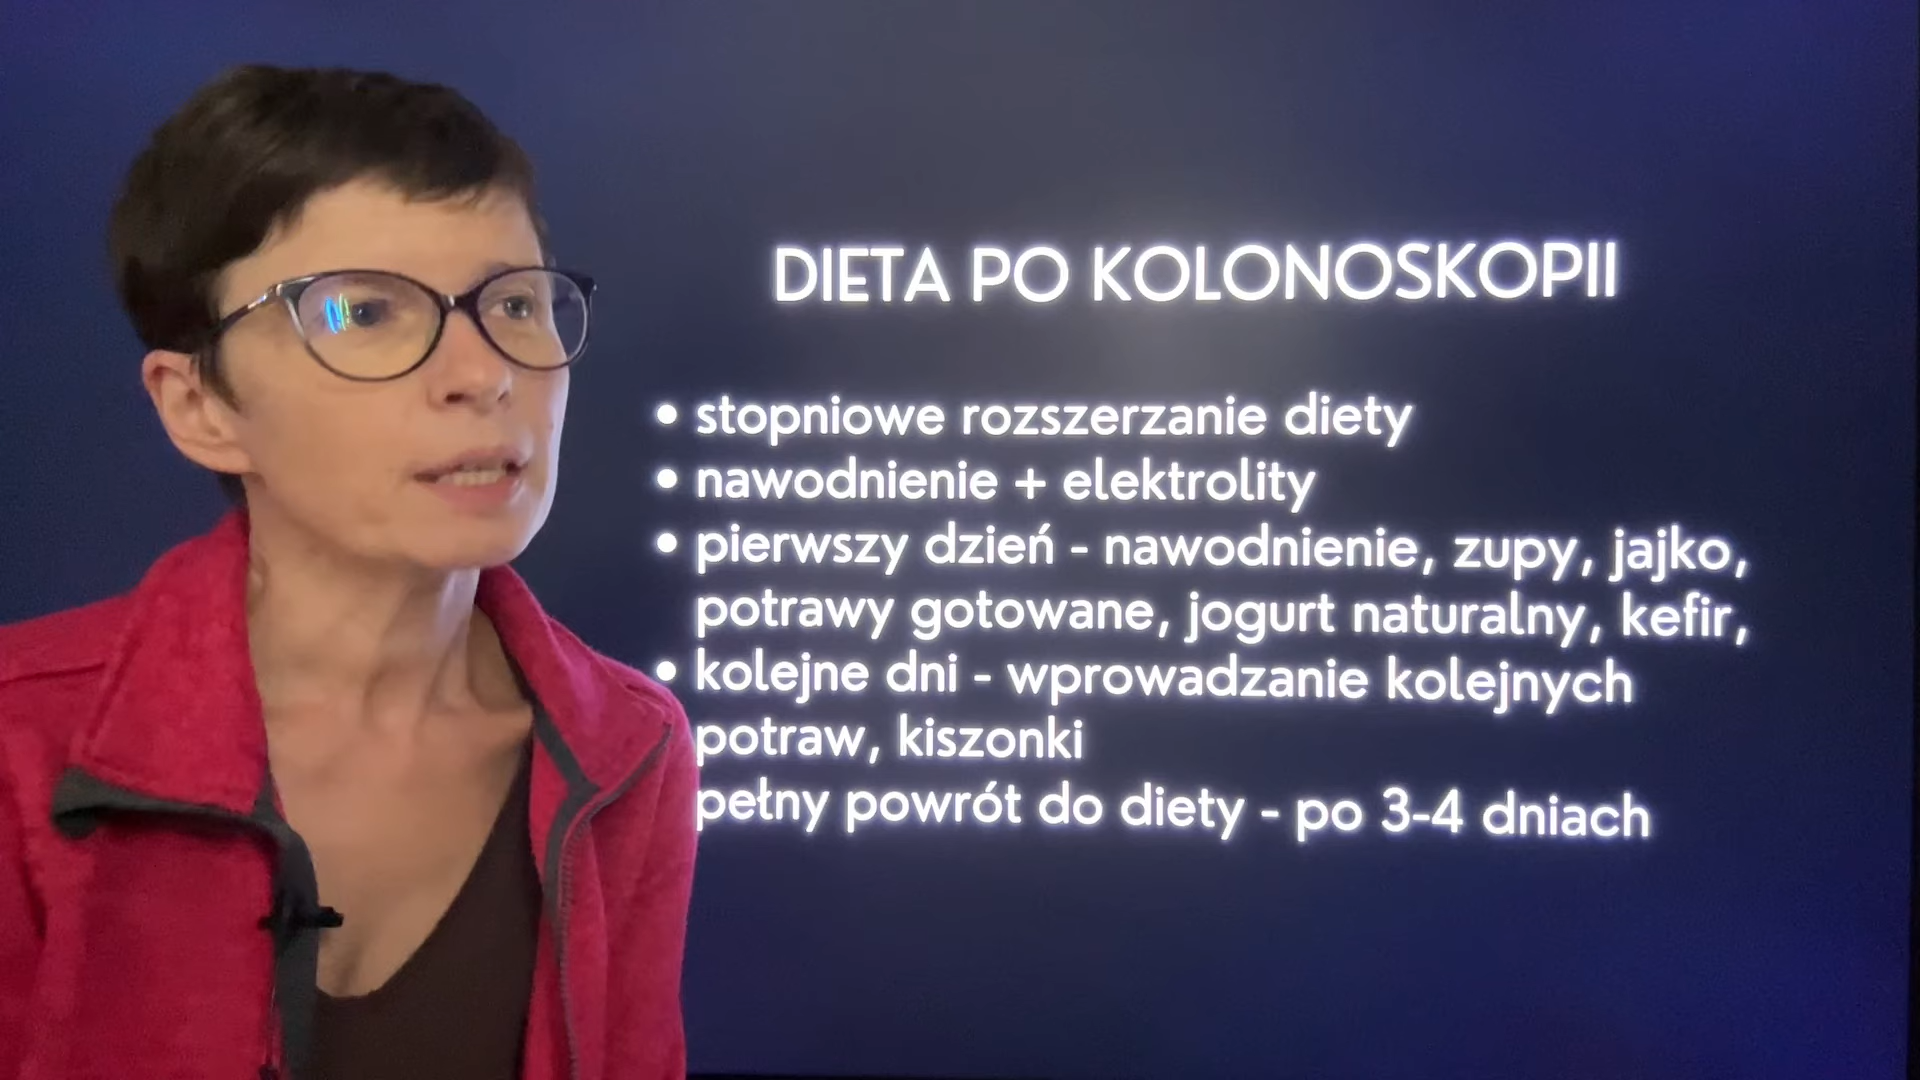 DIETA PO KOLONOSKOPII
• stopniowe rozszerzanie diety
• nawodnienie + elektrolity
• pierwszy dzień - nawodnienie, zupy, jajko,
potrawy gotowane, jogurt naturalny, kefir,
• kolejne dni - wprowadzanie kolejnych
potraw, kiszonki
pełny powrót do diety - po 3-4 dniach